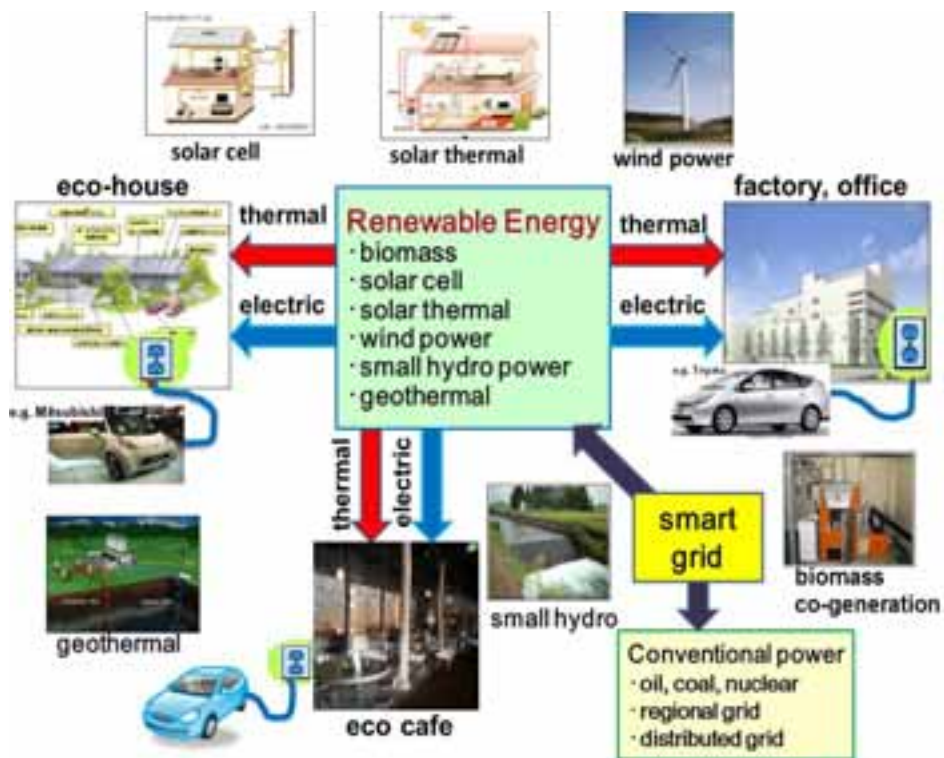 solar cell
solar thermal
wind power
eco-house
factory, office
thermal
Renewable Energy
· biomass
· solar cell
· solar thermal
· wind power
· small hydro power
· geothermal
thermal
electric
electric
e.g. Mitsubishi
e.g. Toyota
thermal
electric
smart
grid
biomass
co-generation
geothermal
small hydro
eco cafe
Conventional power
· oil, coal, nuclear
· regional grid
· distributed grid